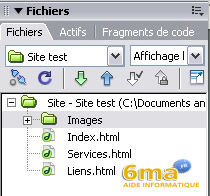 Fichiers
Fichiers Actifs Fragments de code
Site test Affichage l
Site - Site test (C:\Documents an
Images
Index.html
Services.html
Liens.html
6ma
AIDE INFORMATIQUE